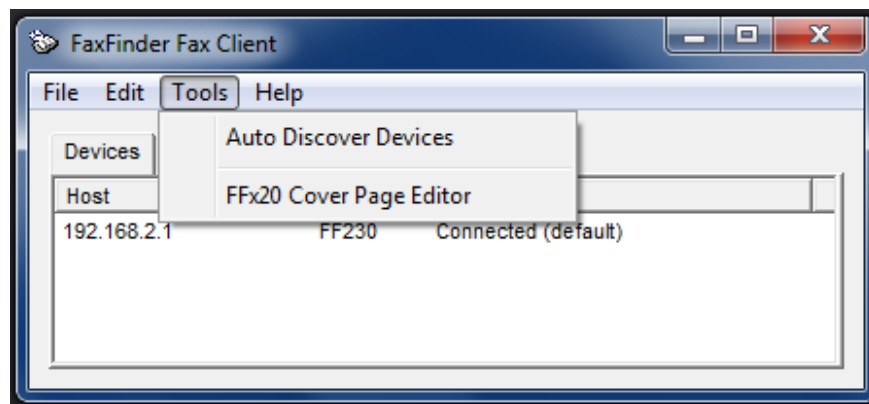 FaxFinder Fax Client
File Edit Tools Help
Auto Discover Devices
Devices
FFx20 Cover Page Editor
Host
192.168.2.1 FF230 Connected (default)